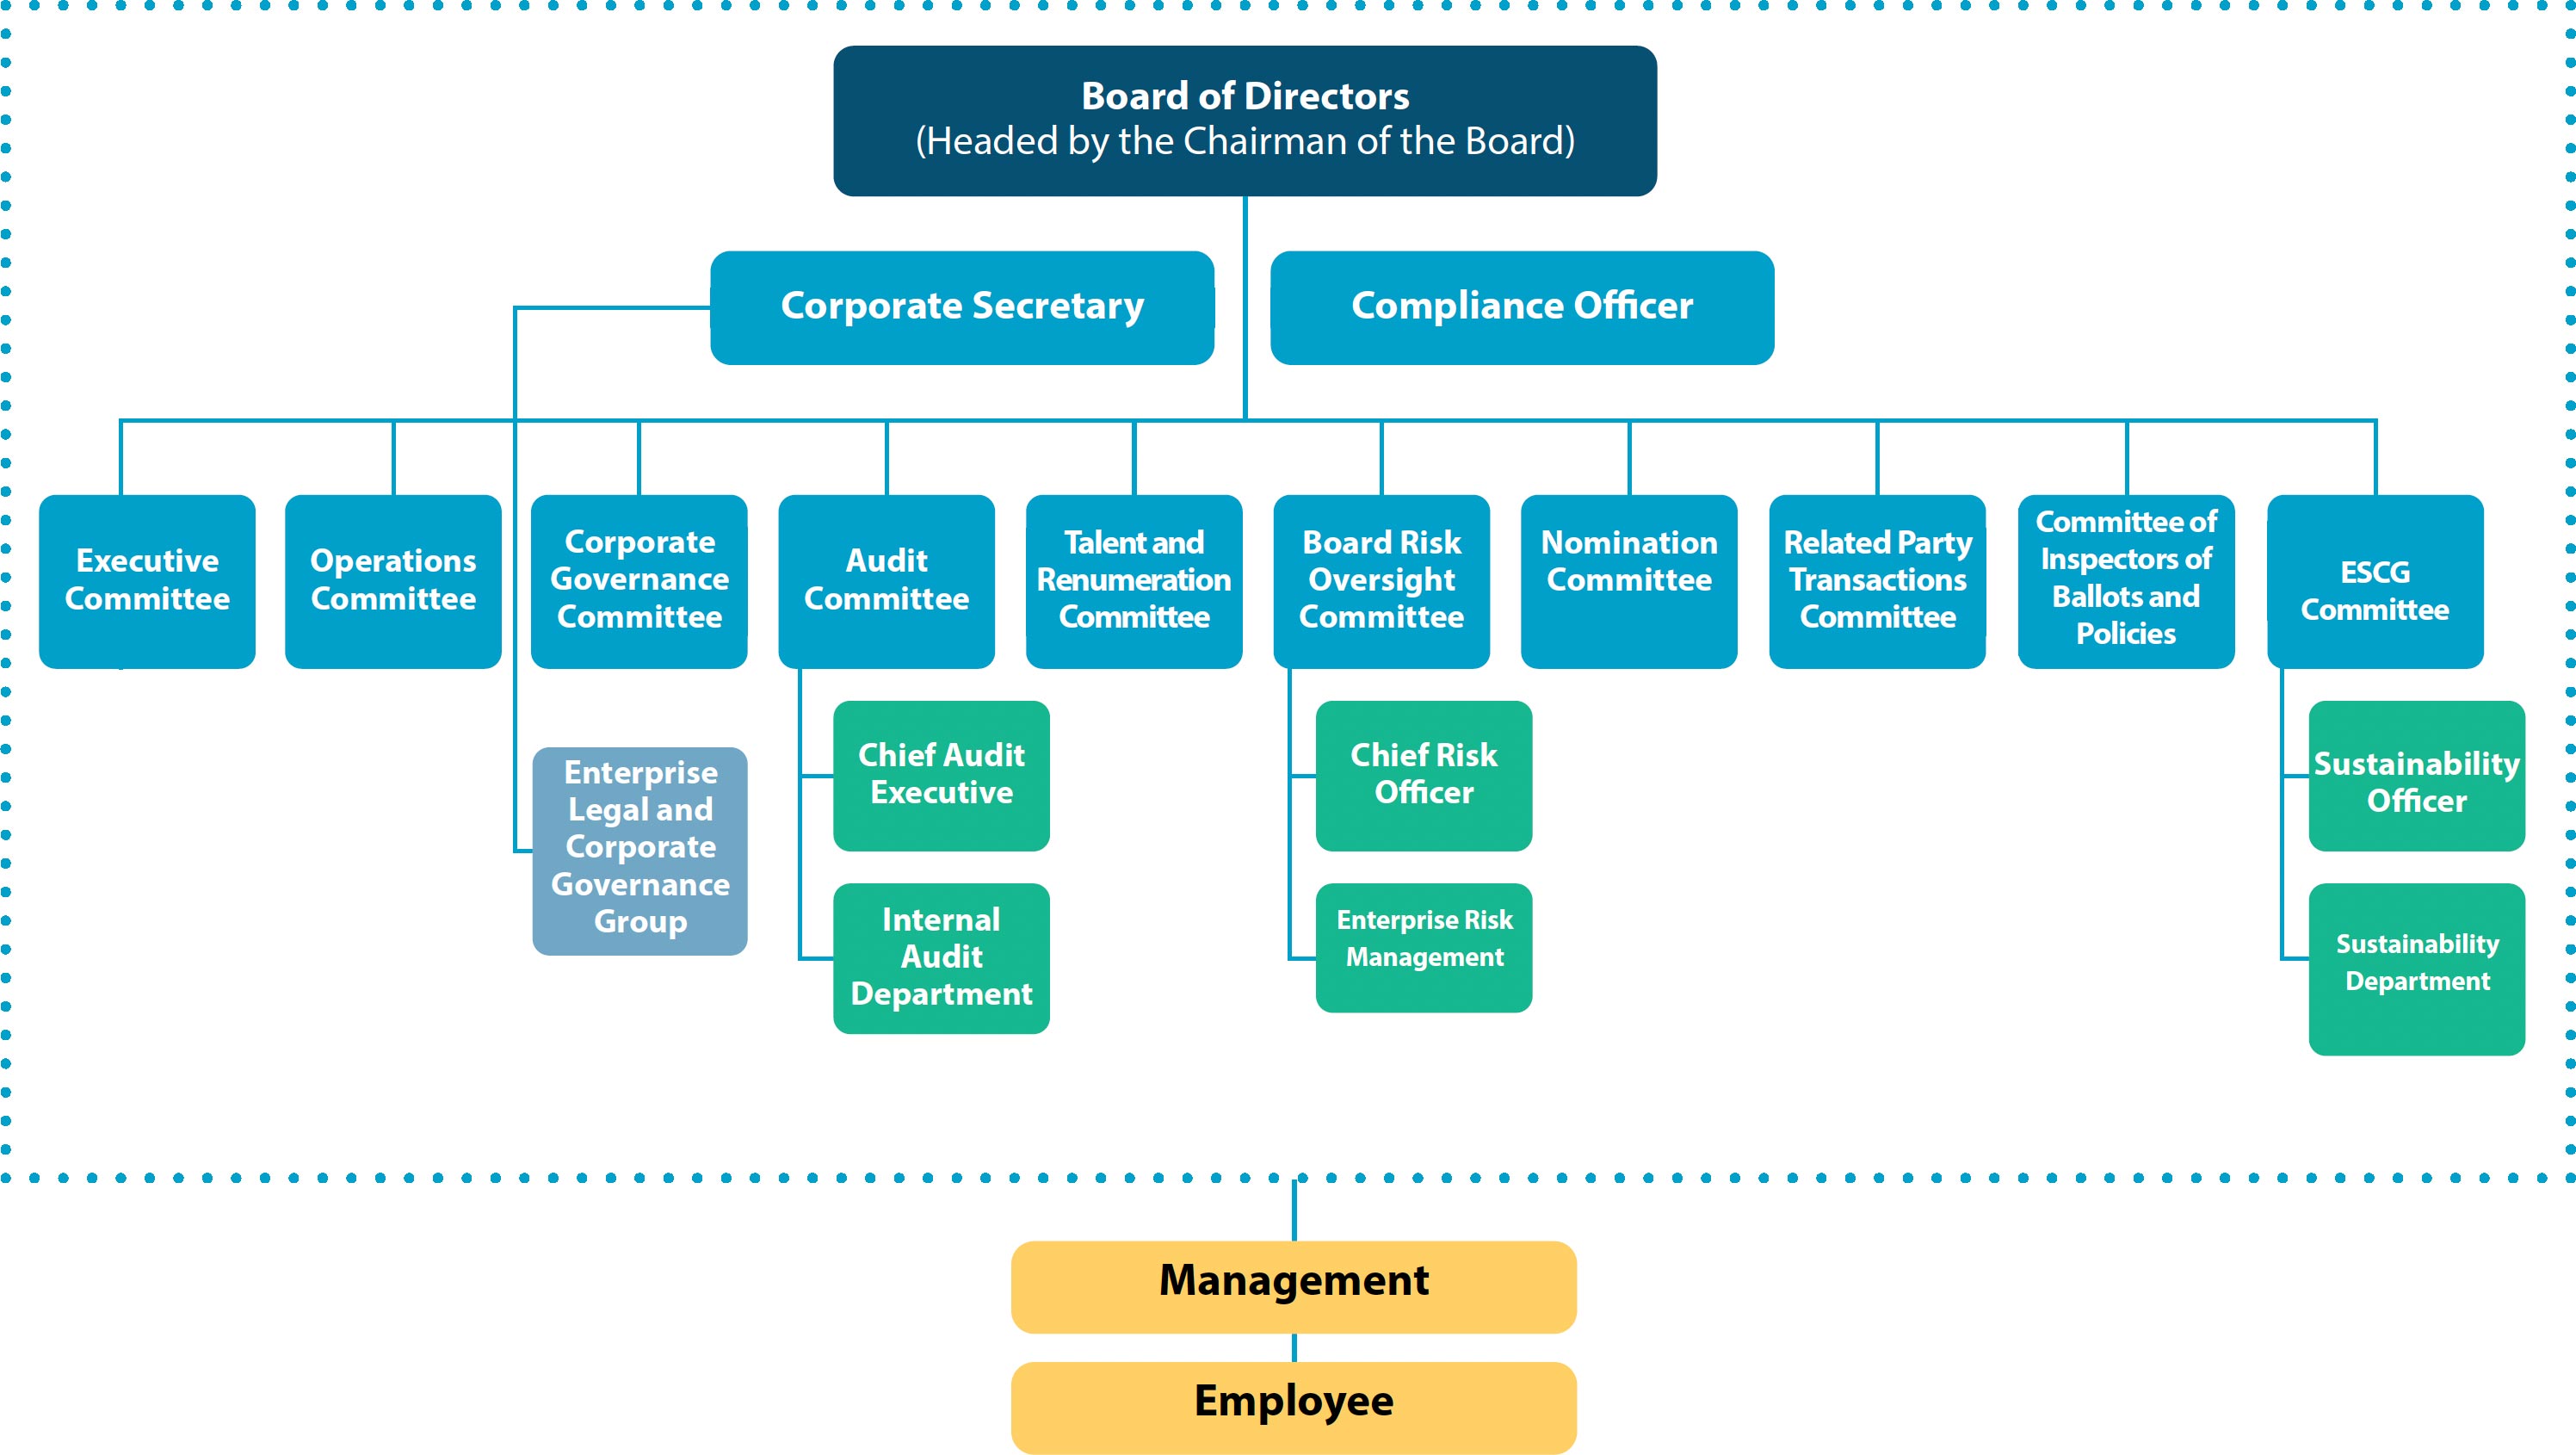 Board of Directors
(Headed by the Chairman of the Board)
Corporate Secretary
Compliance Officer
Executive
Committee
Operations
Committee
Corporate
Governance
Committee
Audit
Committee
Talent and
Renumeration
Committee
Board Risk
Oversight
Committee
Nomination
Committee
Related Party
Transactions
Committee
Committee of
Inspectors of
Ballots and
Policies
ESCG
Committee
Enterprise
Legal and
Corporate
Governance
Group
Chief Audit
Executive
Internal
Audit
Department
Chief Risk
Officer
Enterprise Risk
Management
Sustainability
Officer
Sustainability
Department
Management
Employee